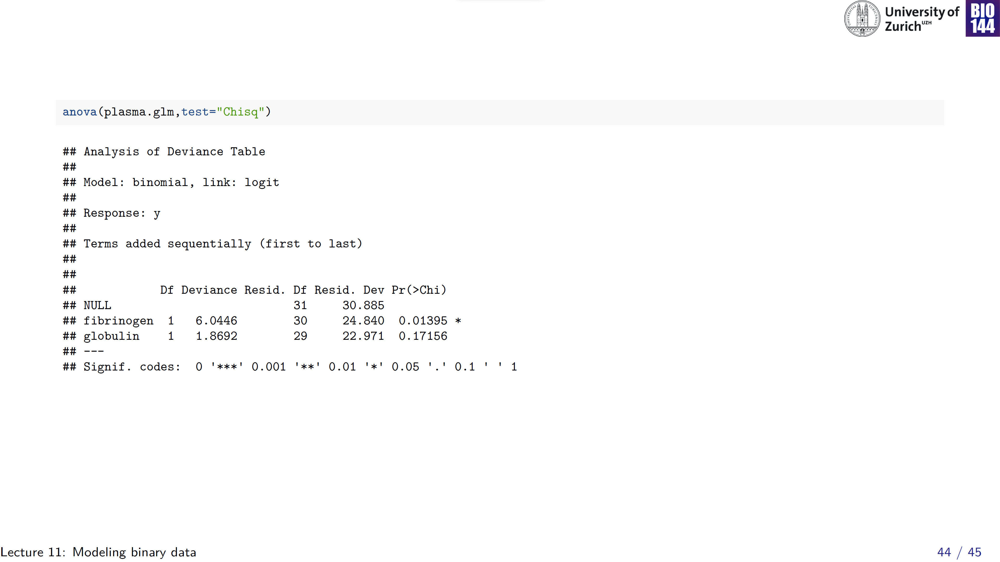 University of
Zurich UZH
BIO
144
anova(plasma.glm,test="Chisq")
## Analysis of Deviance Table
##
## Model: binomial, link: logit
##
## Response: y
##
## Terms added sequentially (first to last)
##
##
##            Df Deviance Resid. Df Resid. Dev Pr(>Chi)
## NULL                          31     30.885
## fibrinogen  1   6.0446        30     24.840  0.01395 *
## globulin    1   1.8692        29     22.971  0.17156
## ---
## Signif. codes:  0 '***' 0.001 '**' 0.01 '*' 0.05 '.' 0.1 ' ' 1
Lecture 11: Modeling binary data
44 / 45